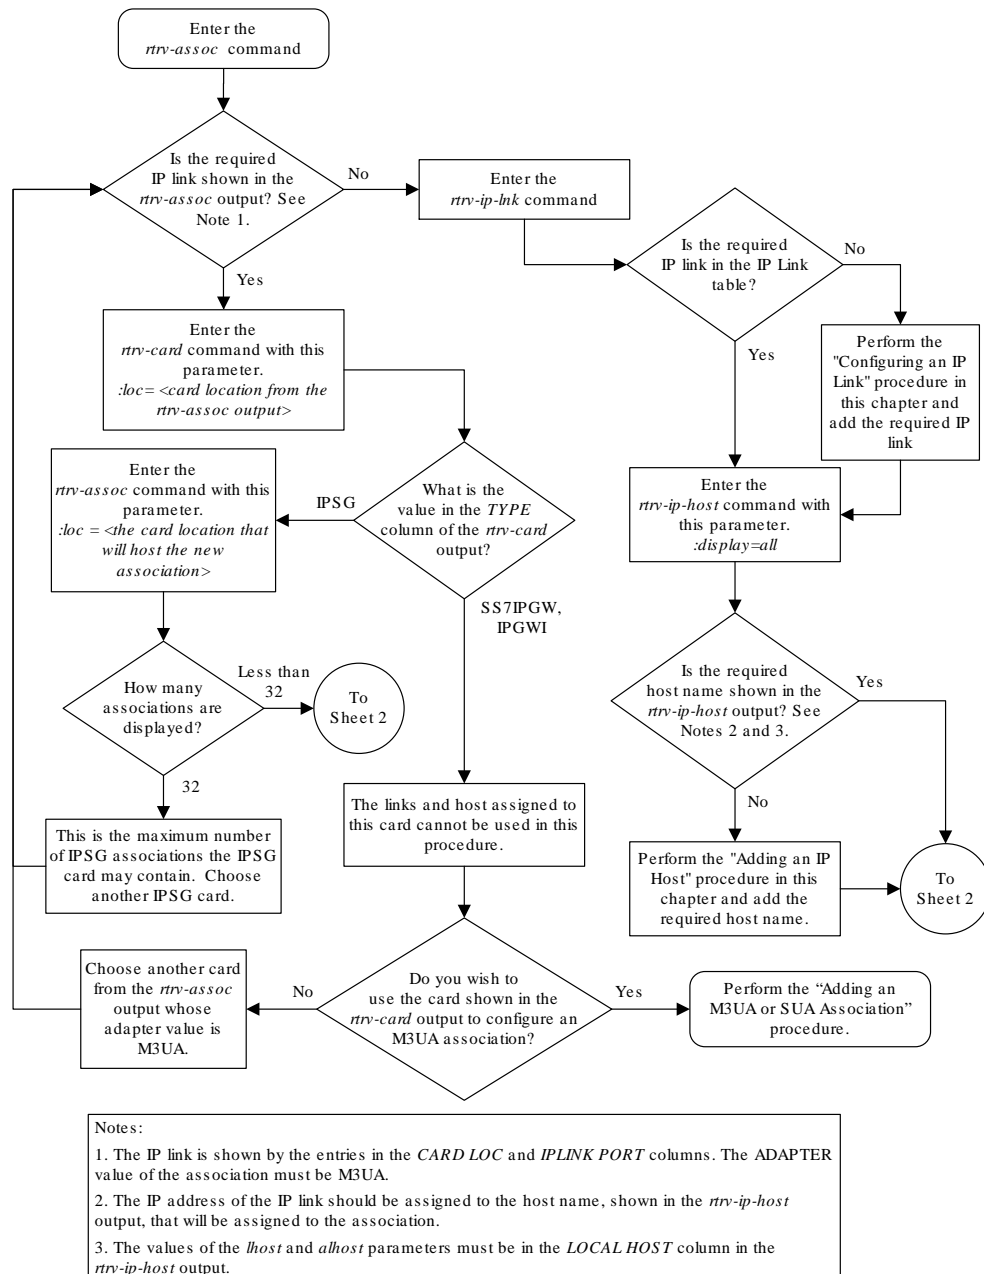 Enter the
rtrv-assoc command
Is the required
IP link shown in the
rtrv-assoc output? See
Note 1.
No
Enter the
rtrv-ip-lnk command
Is the required
IP link in the IP Link
table?
No
Yes
Perform the
"Configuring an IP
Link" procedure in
this chapter and
add the required IP
link
Yes
Enter the
rtrv-card command with this
parameter.
:loc= <card location from the
rtrv-assoc output>
Enter the
rtrv-assoc command with this
parameter.
:loc = <the card location that
will host the new
association>
IPSG
What is the
value in the TYPE
column of the rtrv-card
output?
Enter the
rtrv-ip-host command with
this parameter.
:display=all
SS7IPGW,
IPGWI
How many
associations are
displayed?
Less than
32
To
Sheet 2
Is the required
host name shown in the
rtrv-ip-host output? See
Notes 2 and 3.
Yes
32
No
This is the maximum number
of IPSG associations the IPSG
card may contain. Choose
another IPSG card.
The links and host assigned to
this card cannot be used in this
procedure.
Perform the "Adding an IP
Host" procedure in this
chapter and add the
required host name.
To
Sheet 2
Choose another card
from the rtrv-assoc
output whose
adapter value is
M3UA.
No
Do you wish to
use the card shown in the
rtrv-card output to configure an
M3UA association?
Yes
Perform the “Adding an
M3UA or SUA Association”
procedure.
Notes:
1. The IP link is shown by the entries in the CARD LOC and IPLINK PORT columns. The ADAPTER
value of the association must be M3UA.
2. The IP address of the IP link should be assigned to the host name, shown in the rtrv-ip-host
output, that will be assigned to the association.
3. The values of the lhost and alhost parameters must be in the LOCAL HOST column in the
rtrv-ip-host output.